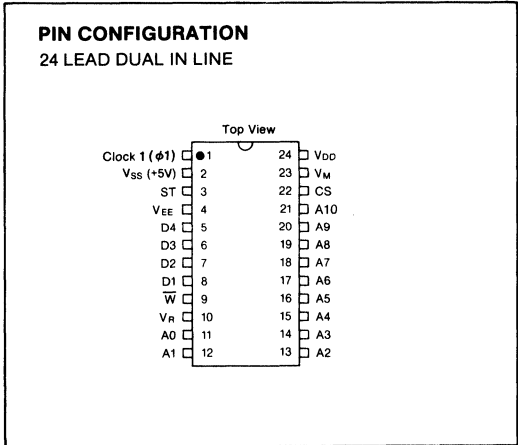 PIN CONFIGURATION
24 LEAD DUAL IN LINE
Top View
Clock 1 (ϕ1) 1 24 VDD
VSS (+5V) 2 23 VM
ST 3 22 CS
VEE 4 21 A10
D4 5 20 A9
D3 6 19 A8
D2 7 18 A7
D1 8 17 A6
W̅ 9 16 A5
VR 10 15 A4
A0 11 14 A3
A1 12 13 A2